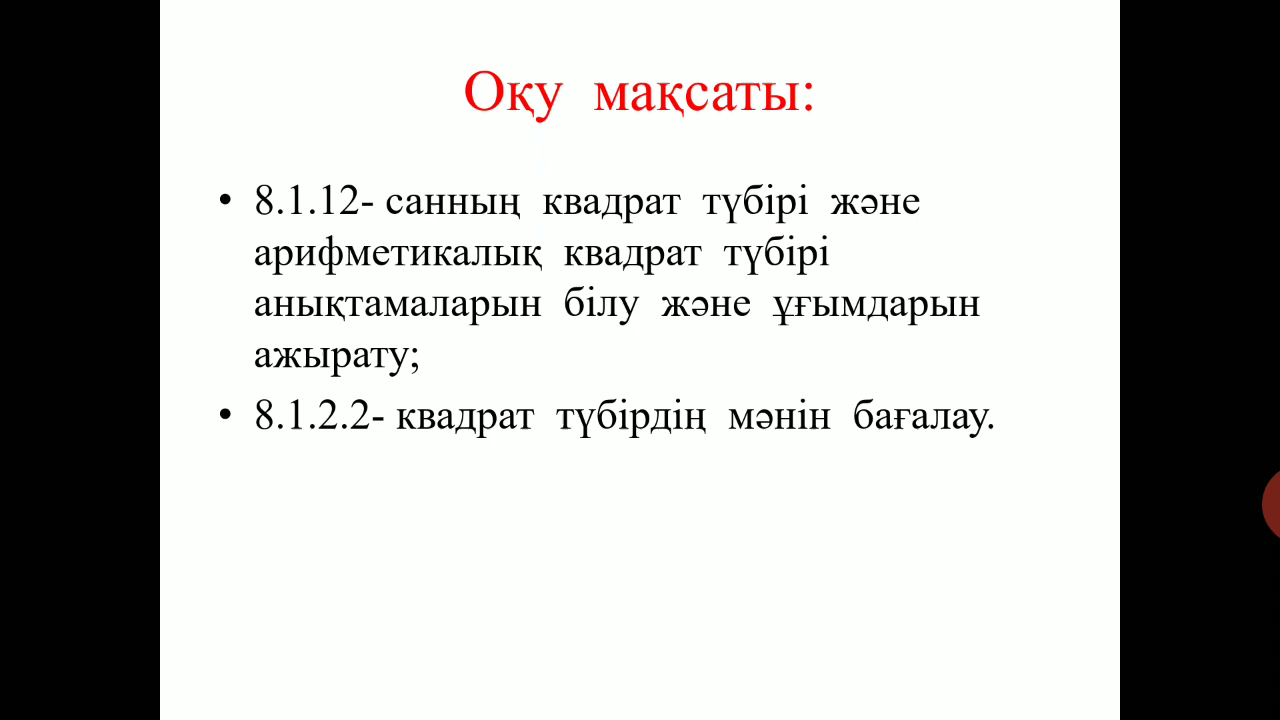 Оқу мақсаты:
• 8.1.12- санның квадрат түбірі және
арифметикалық квадрат түбірі
анықтамаларын білу және ұғымдарын
ажырату;
• 8.1.2.2- квадрат түбірдің мәнін бағалау.